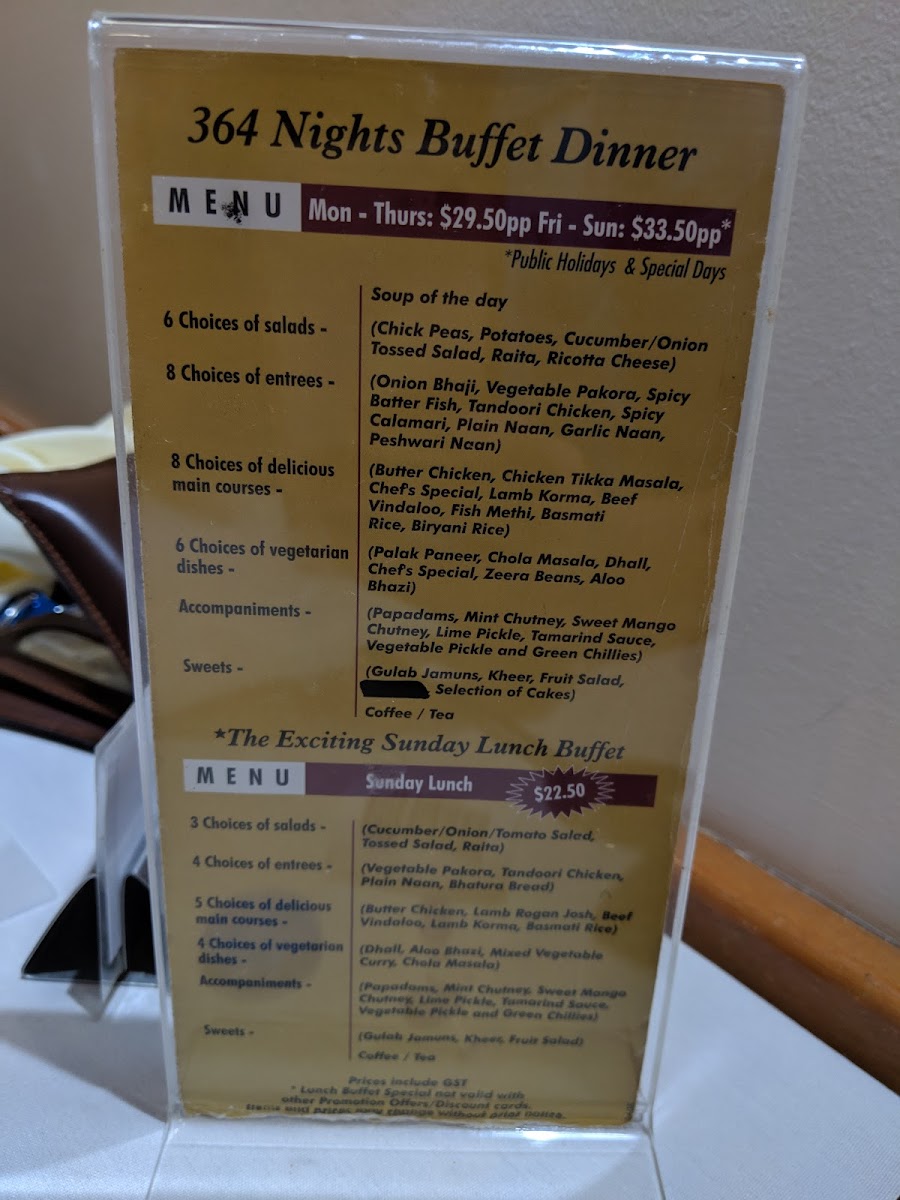 364 Nights Buffet Dinner
MENU
Mon - Thurs: $29.50pp Fri - Sun: $33.50pp*
*Public Holidays & Special Days
Soup of the day
6 Choices of salads -
(Chick Peas, Potatoes, Cucumber/Onion
Tossed Salad, Raita, Ricotta Cheese)
8 Choices of entrees -
(Onion Bhaji, Vegetable Pakora, Spicy
Batter Fish, Tandoori Chicken, Spicy
Calamari, Plain Naan, Garlic Naan,
Peshwari Naan)
8 Choices of delicious
main courses -
(Butter Chicken, Chicken Tikka Masala,
Chef's Special, Lamb Korma, Beef
Vindaloo, Fish Methi, Basmati
Rice, Biryani Rice)
6 Choices of vegetarian
dishes -
(Palak Paneer, Chola Masala, Dhall,
Chef's Special, Zeera Beans, Aloo
Bhazi)
Accompaniments -
(Papadams, Mint Chutney, Sweet Mango
Chutney, Lime Pickle, Tamarind Sauce,
Vegetable Pickle and Green Chillies)
Sweets -
(Gulab Jamuns, Kheer, Fruit Salad,
, Selection of Cakes)
Coffee / Tea
*The Exciting Sunday Lunch Buffet
MENU
Sunday Lunch
$22.50
3 Choices of salads -
(Cucumber/Onion/Tomato Salad,
Tossed Salad, Raita)
4 Choices of entrees -
(Vegetable Pakora, Tandoori Chicken,
Plain Naan, Bhatura Bread)
5 Choices of delicious
main courses -
(Butter Chicken, Lamb Rogan Josh, Beef
Vindaloo, Lamb Korma, Basmati Rice)
4 Choices of vegetarian
dishes -
(Dhall, Aloo Bhazi, Mixed Vegetable
Curry, Chola Masala)
Accompaniments -
(Papadams, Mint Chutney, Sweet Mango
Chutney, Lime Pickle, Tamarind Sauce,
Vegetable Pickle and Green Chillies)
Sweets -
(Gulab Jamuns, Kheer, Fruit Salad)
Coffee / Tea
Prices include GST
* Lunch Buffet Special not valid with
other Promotion Offers/Discount cards.
Items and prices may change without prior notice.